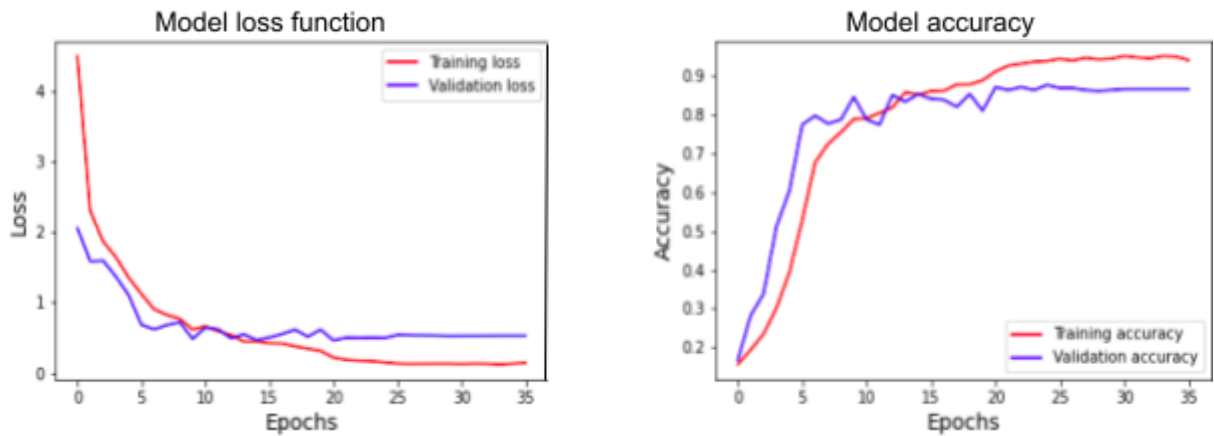 Model loss function
Training loss
Validation loss
4
3
2
1
0
Loss
0 5 10 15 20 25 30 35
Epochs
Model accuracy
0.9
0.8
0.7
0.6
0.5
0.4
0.3
0.2
Accuracy
Training accuracy
Validation accuracy
0 5 10 15 20 25 30 35
Epochs